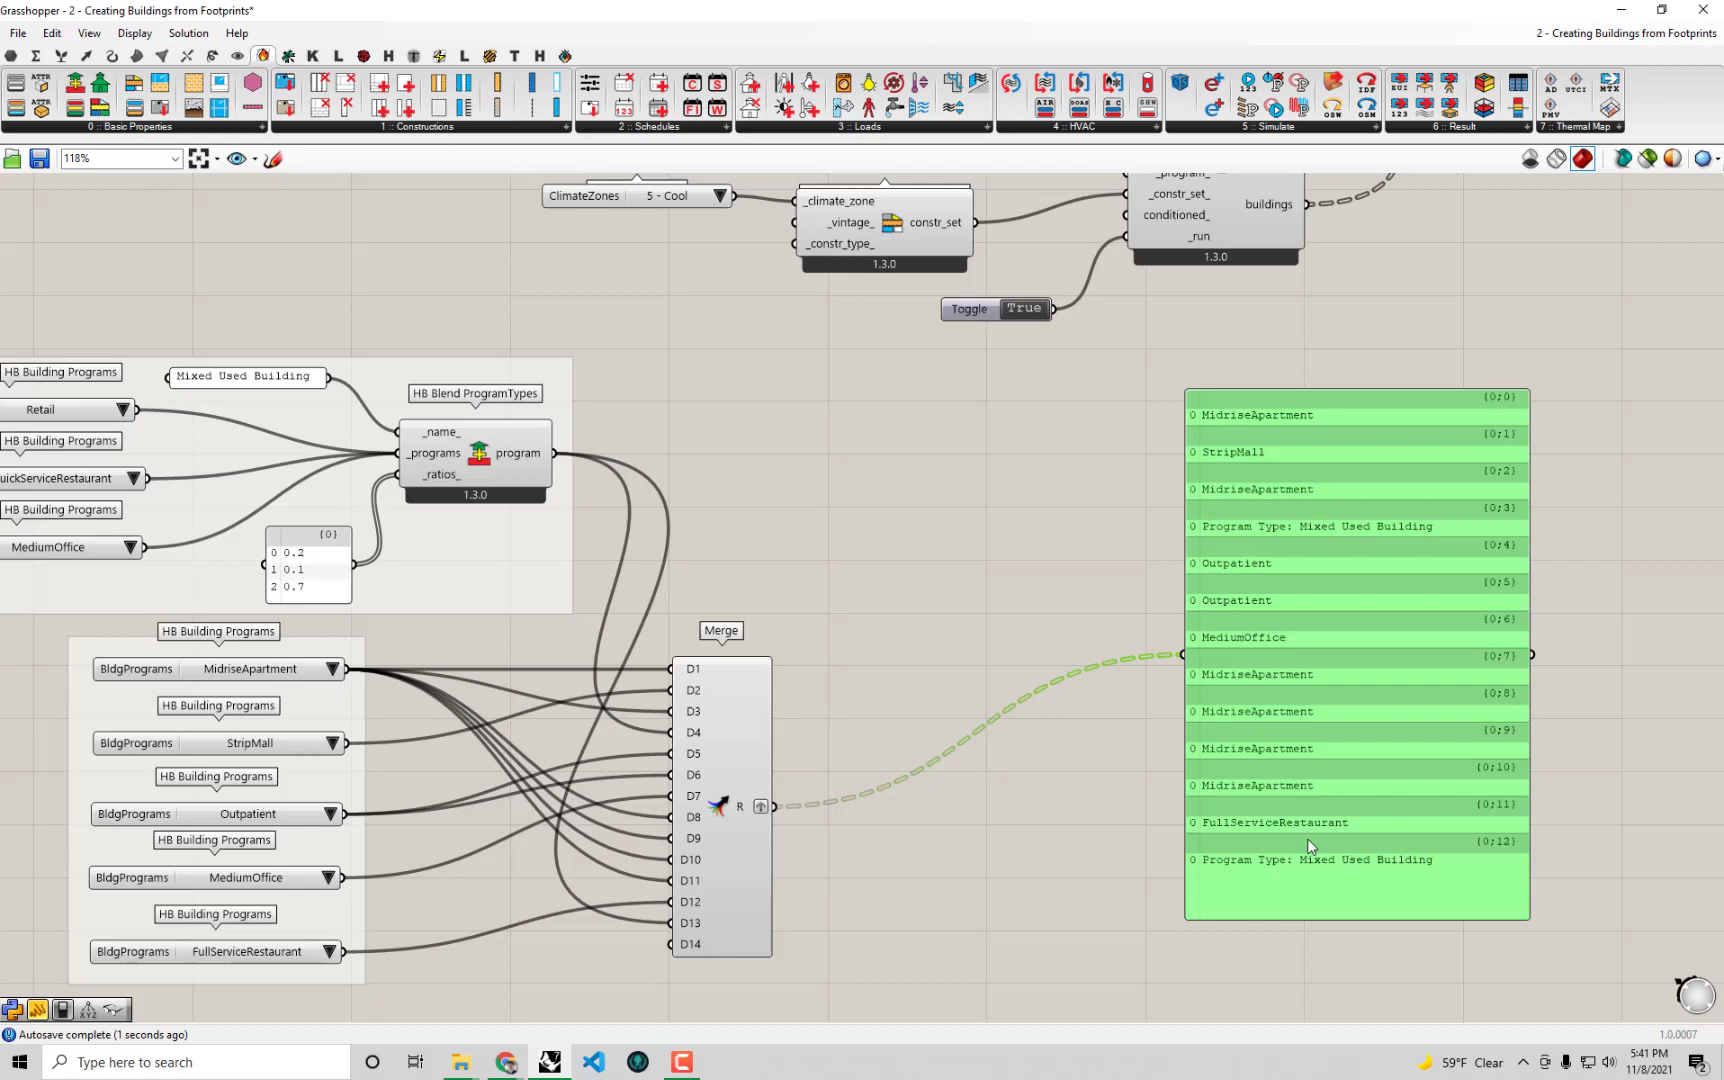 Grasshopper - 2 - Creating Buildings from Footprints*
File Edit View Display Solution Help
2 - Creating Buildings from Footprints
0 :: Basic Properties
1 :: Constructions
2 :: Schedules
3 :: Loads
4 :: HVAC
5 :: Simulate
6 :: Result
7 :: Thermal Map
118%
ClimateZones 5 - Cool
_climate_zone
_vintage_
_constr_type_
constr_set
1.3.0
_program_
_constr_set_
conditioned_
_run
buildings
1.3.0
Toggle True
HB Building Programs
Retail
HB Building Programs
uickServiceRestaurant
HB Building Programs
MediumOffice
Mixed Used Building
HB Blend ProgramTypes
_name_
_programs
_ratios_
program
1.3.0
{0}
0 0.2
1 0.1
2 0.7
HB Building Programs
BldgPrograms MidriseApartment
HB Building Programs
BldgPrograms StripMall
HB Building Programs
BldgPrograms Outpatient
HB Building Programs
BldgPrograms MediumOffice
HB Building Programs
BldgPrograms FullServiceRestaurant
Merge
D1
D2
D3
D4
D5
D6
D7
D8
D9
D10
D11
D12
D13
D14
R
{0;0}
0 MidriseApartment
{0;1}
0 StripMall
{0;2}
0 MidriseApartment
{0;3}
0 Program Type: Mixed Used Building
{0;4}
0 Outpatient
{0;5}
0 Outpatient
{0;6}
0 MediumOffice
{0;7}
0 MidriseApartment
{0;8}
0 MidriseApartment
{0;9}
0 MidriseApartment
{0;10}
0 MidriseApartment
{0;11}
0 FullServiceRestaurant
{0;12}
0 Program Type: Mixed Used Building
Autosave complete (1 seconds ago)
1.0.0007
Type here to search
59°F Clear
5:41 PM
11/8/2021
2